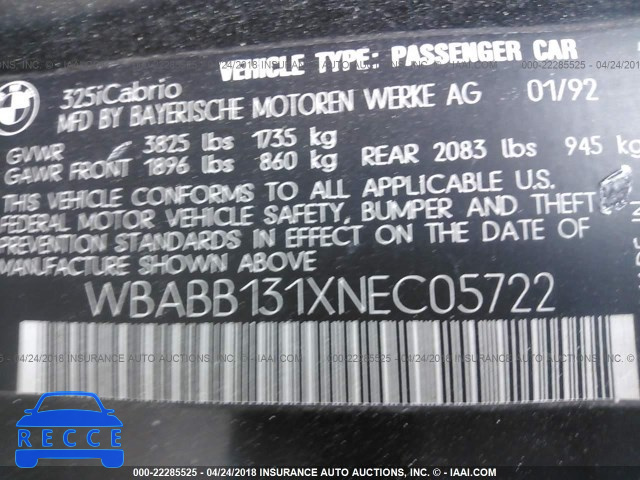 BMW
325iCabrio
VEHICLE TYPE: PASSENGER CAR
MFD BY BAYERISCHE MOTOREN WERKE AG 01/92
GVWR 3825 lbs 1735 kg
GAWR FRONT 1896 lbs 860 kg REAR 2083 lbs 945 kg
THIS VEHICLE CONFORMS TO ALL APPLICABLE U.S.
FEDERAL MOTOR VEHICLE SAFETY, BUMPER AND THEFT
PREVENTION STANDARDS IN EFFECT ON THE DATE OF
MANUFACTURE SHOWN ABOVE
WBABB131XNEC05722
RECCE
000-22285525 - 04/24/2018 INSURANCE AUTO AUCTIONS, INC. - IAAI.COM